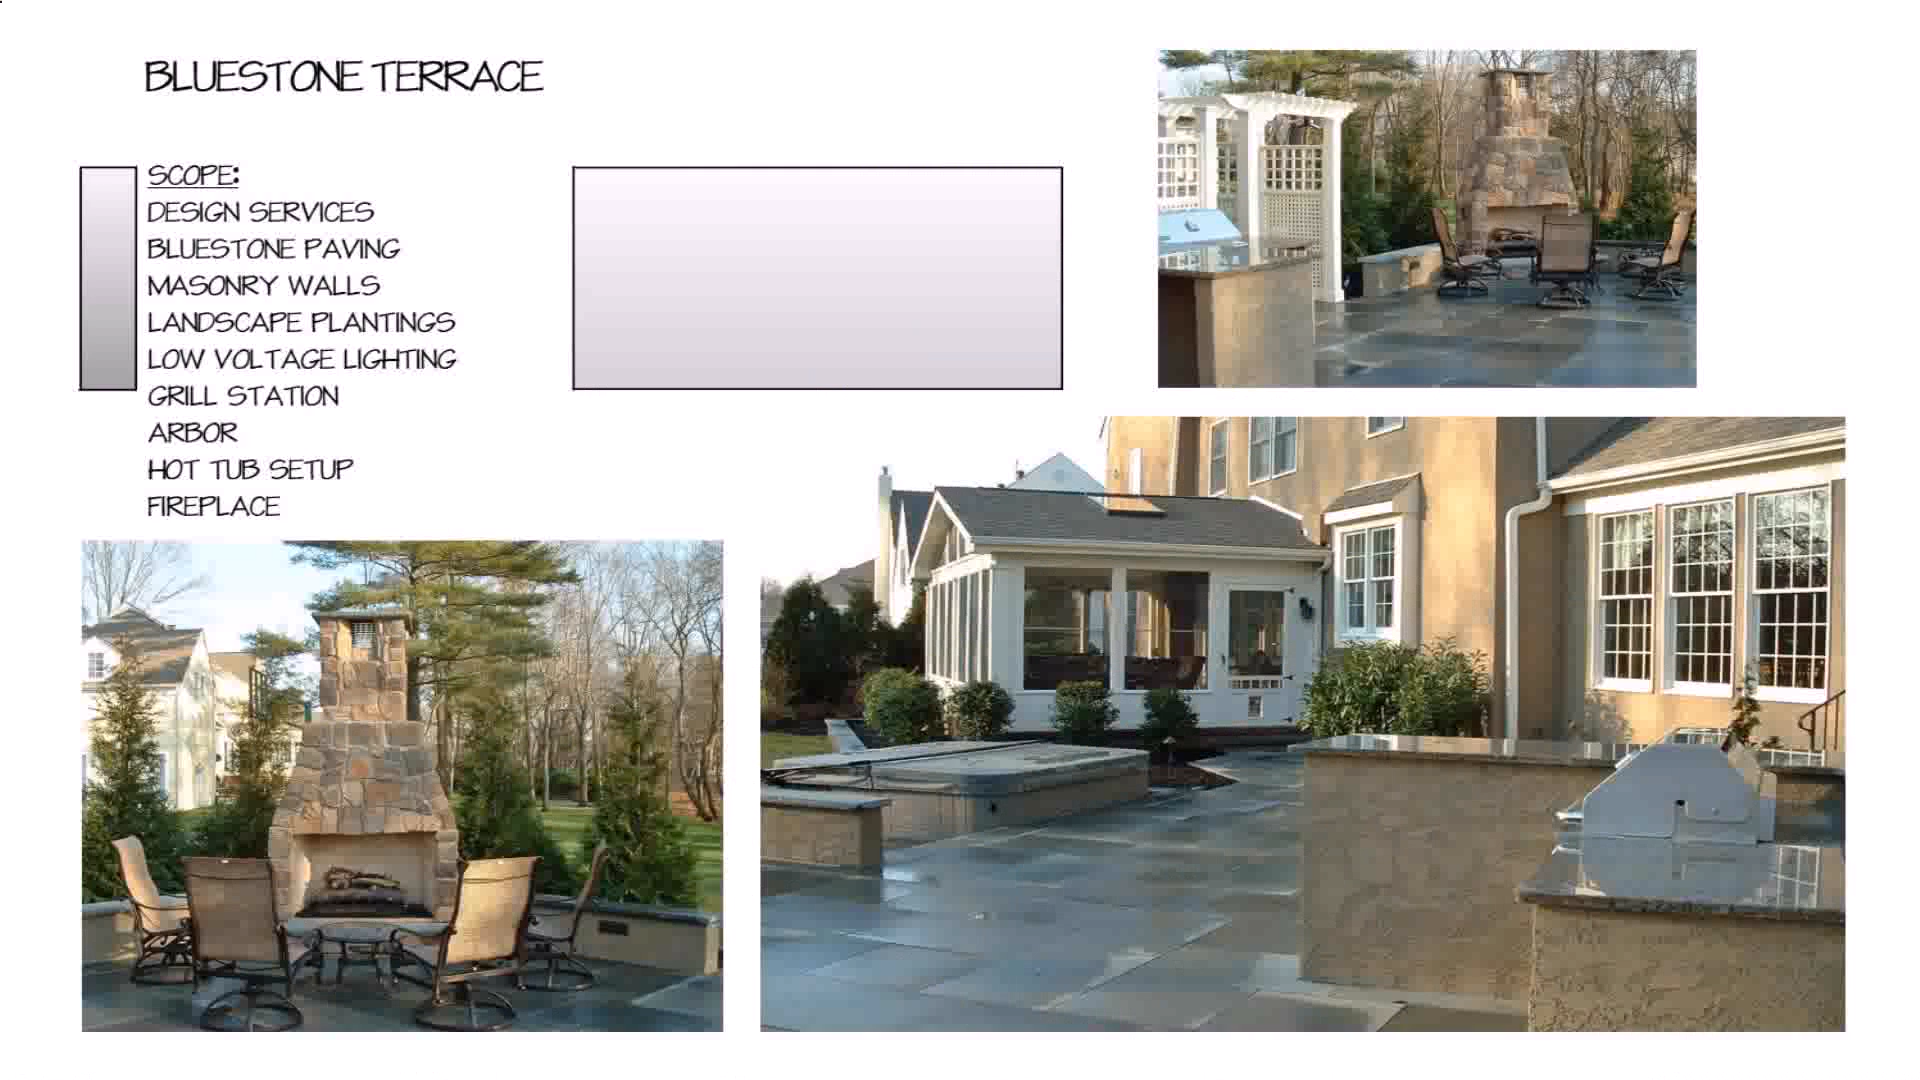 BLUESTONE TERRACE
SCOPE:
DESIGN SERVICES
BLUESTONE PAVING
MASONRY WALLS
LANDSCAPE PLANTINGS
LOW VOLTAGE LIGHTING
GRILL STATION
ARBOR
HOT TUB SETUP
FIREPLACE